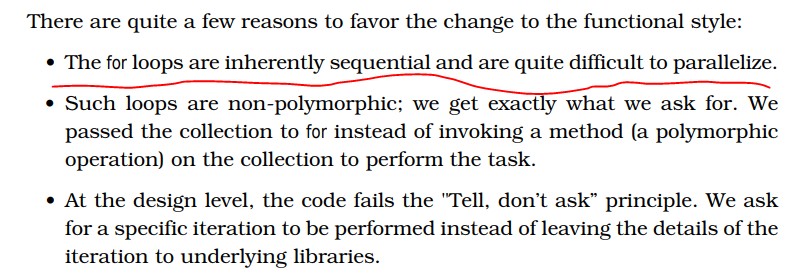 There are quite a few reasons to favor the change to the functional style:
• The for loops are inherently sequential and are quite difficult to parallelize.
• Such loops are non-polymorphic; we get exactly what we ask for. We
passed the collection to for instead of invoking a method (a polymorphic
operation) on the collection to perform the task.
• At the design level, the code fails the "Tell, don’t ask” principle. We ask
for a specific iteration to be performed instead of leaving the details of the
iteration to underlying libraries.